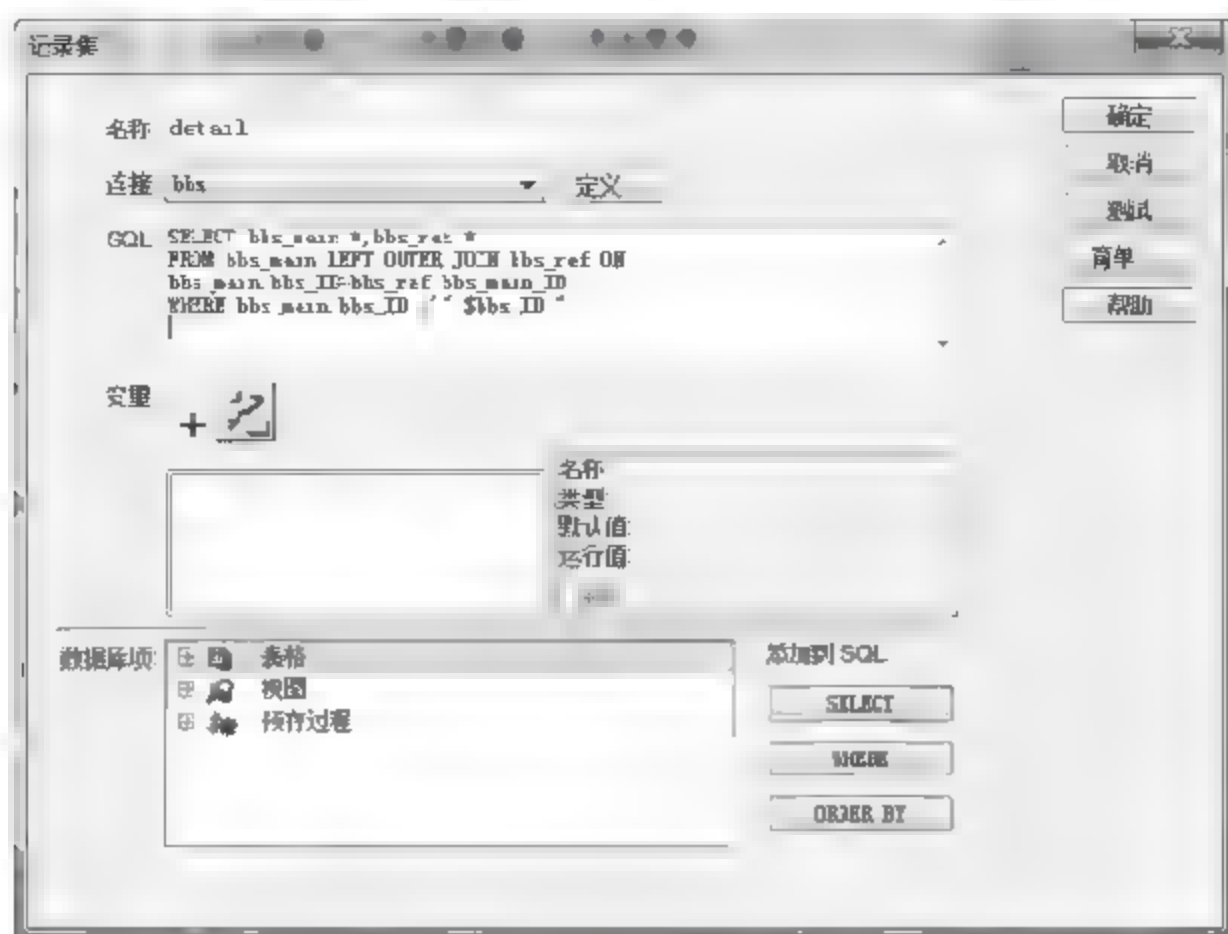 记录集
名称 detail
确定
连接 bbs 定义
取消
测试
SQL SELECT bbs_main *,bbs_ref *
FROM bbs_main LEFT OUTER JOIN bbs_ref ON
bbs_main bbs_ID=bbs_ref bbs_main_ID
WHERE bbs_main bbs_ID $bbs_ID
简单
帮助
变量
名称
类型
默认值:
运行值:
数据库项: 表格
视图
预存过程
添加到 SQL
SELECT
WHERE
ORDER BY